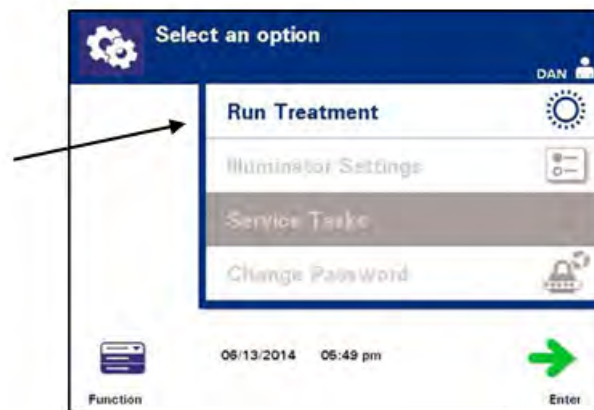 Select an option
DAN
Run Treatment
Illuminator Settings
Service Tasks
Change Password
06/13/2014 05:49 pm
Function
Enter